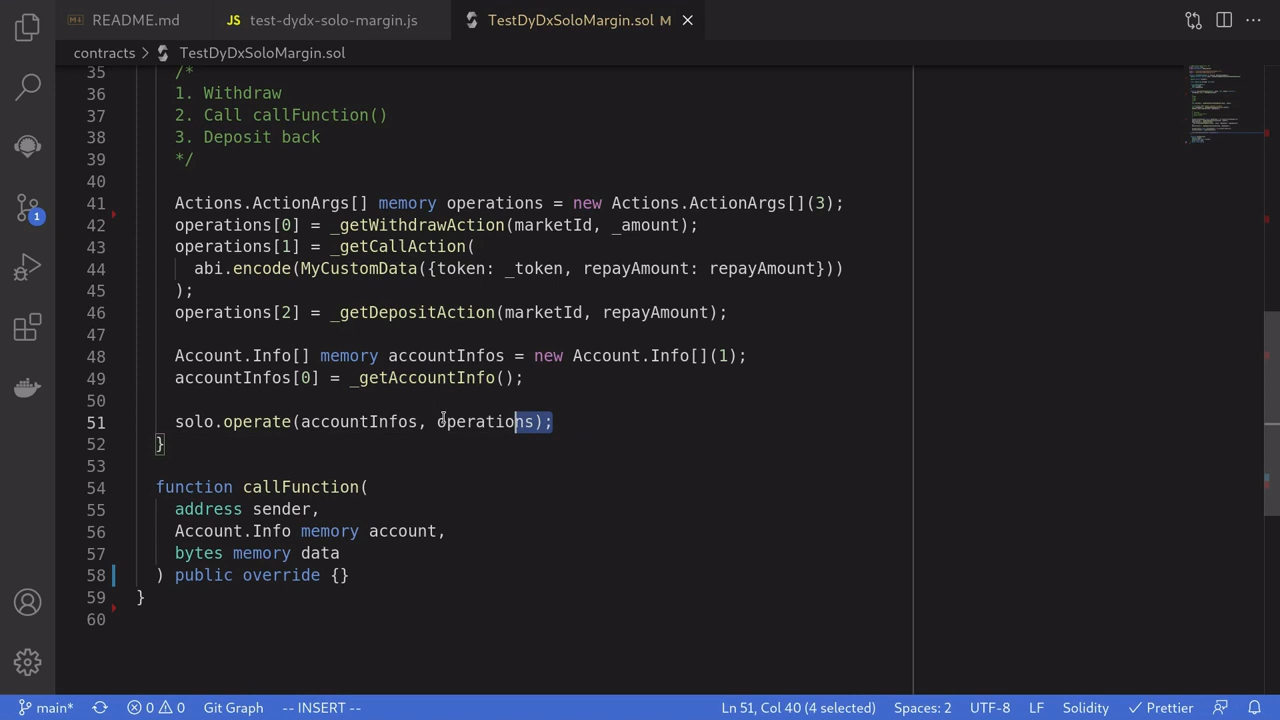 README.md
JS test-dydx-solo-margin.js
TestDyDxSoloMargin.sol M
contracts > TestDyDxSoloMargin.sol
35 /*
36 1. Withdraw
37 2. Call callFunction()
38 3. Deposit back
39 */
40
41 Actions.ActionArgs[] memory operations = new Actions.ActionArgs[](3);
42 operations[0] = _getWithdrawAction(marketId, _amount);
43 operations[1] = _getCallAction(
44 abi.encode(MyCustomData({token: _token, repayAmount: repayAmount}))
45 );
46 operations[2] = _getDepositAction(marketId, repayAmount);
47
48 Account.Info[] memory accountInfos = new Account.Info[](1);
49 accountInfos[0] = _getAccountInfo();
50
51 solo.operate(accountInfos, operations);
52 }
53
54 function callFunction(
55 address sender,
56 Account.Info memory account,
57 bytes memory data
58 ) public override {}
59 }
60
1
main* 0 0 Git Graph -- INSERT -- Ln 51, Col 40 (4 selected) Spaces: 2 UTF-8 LF Solidity Prettier